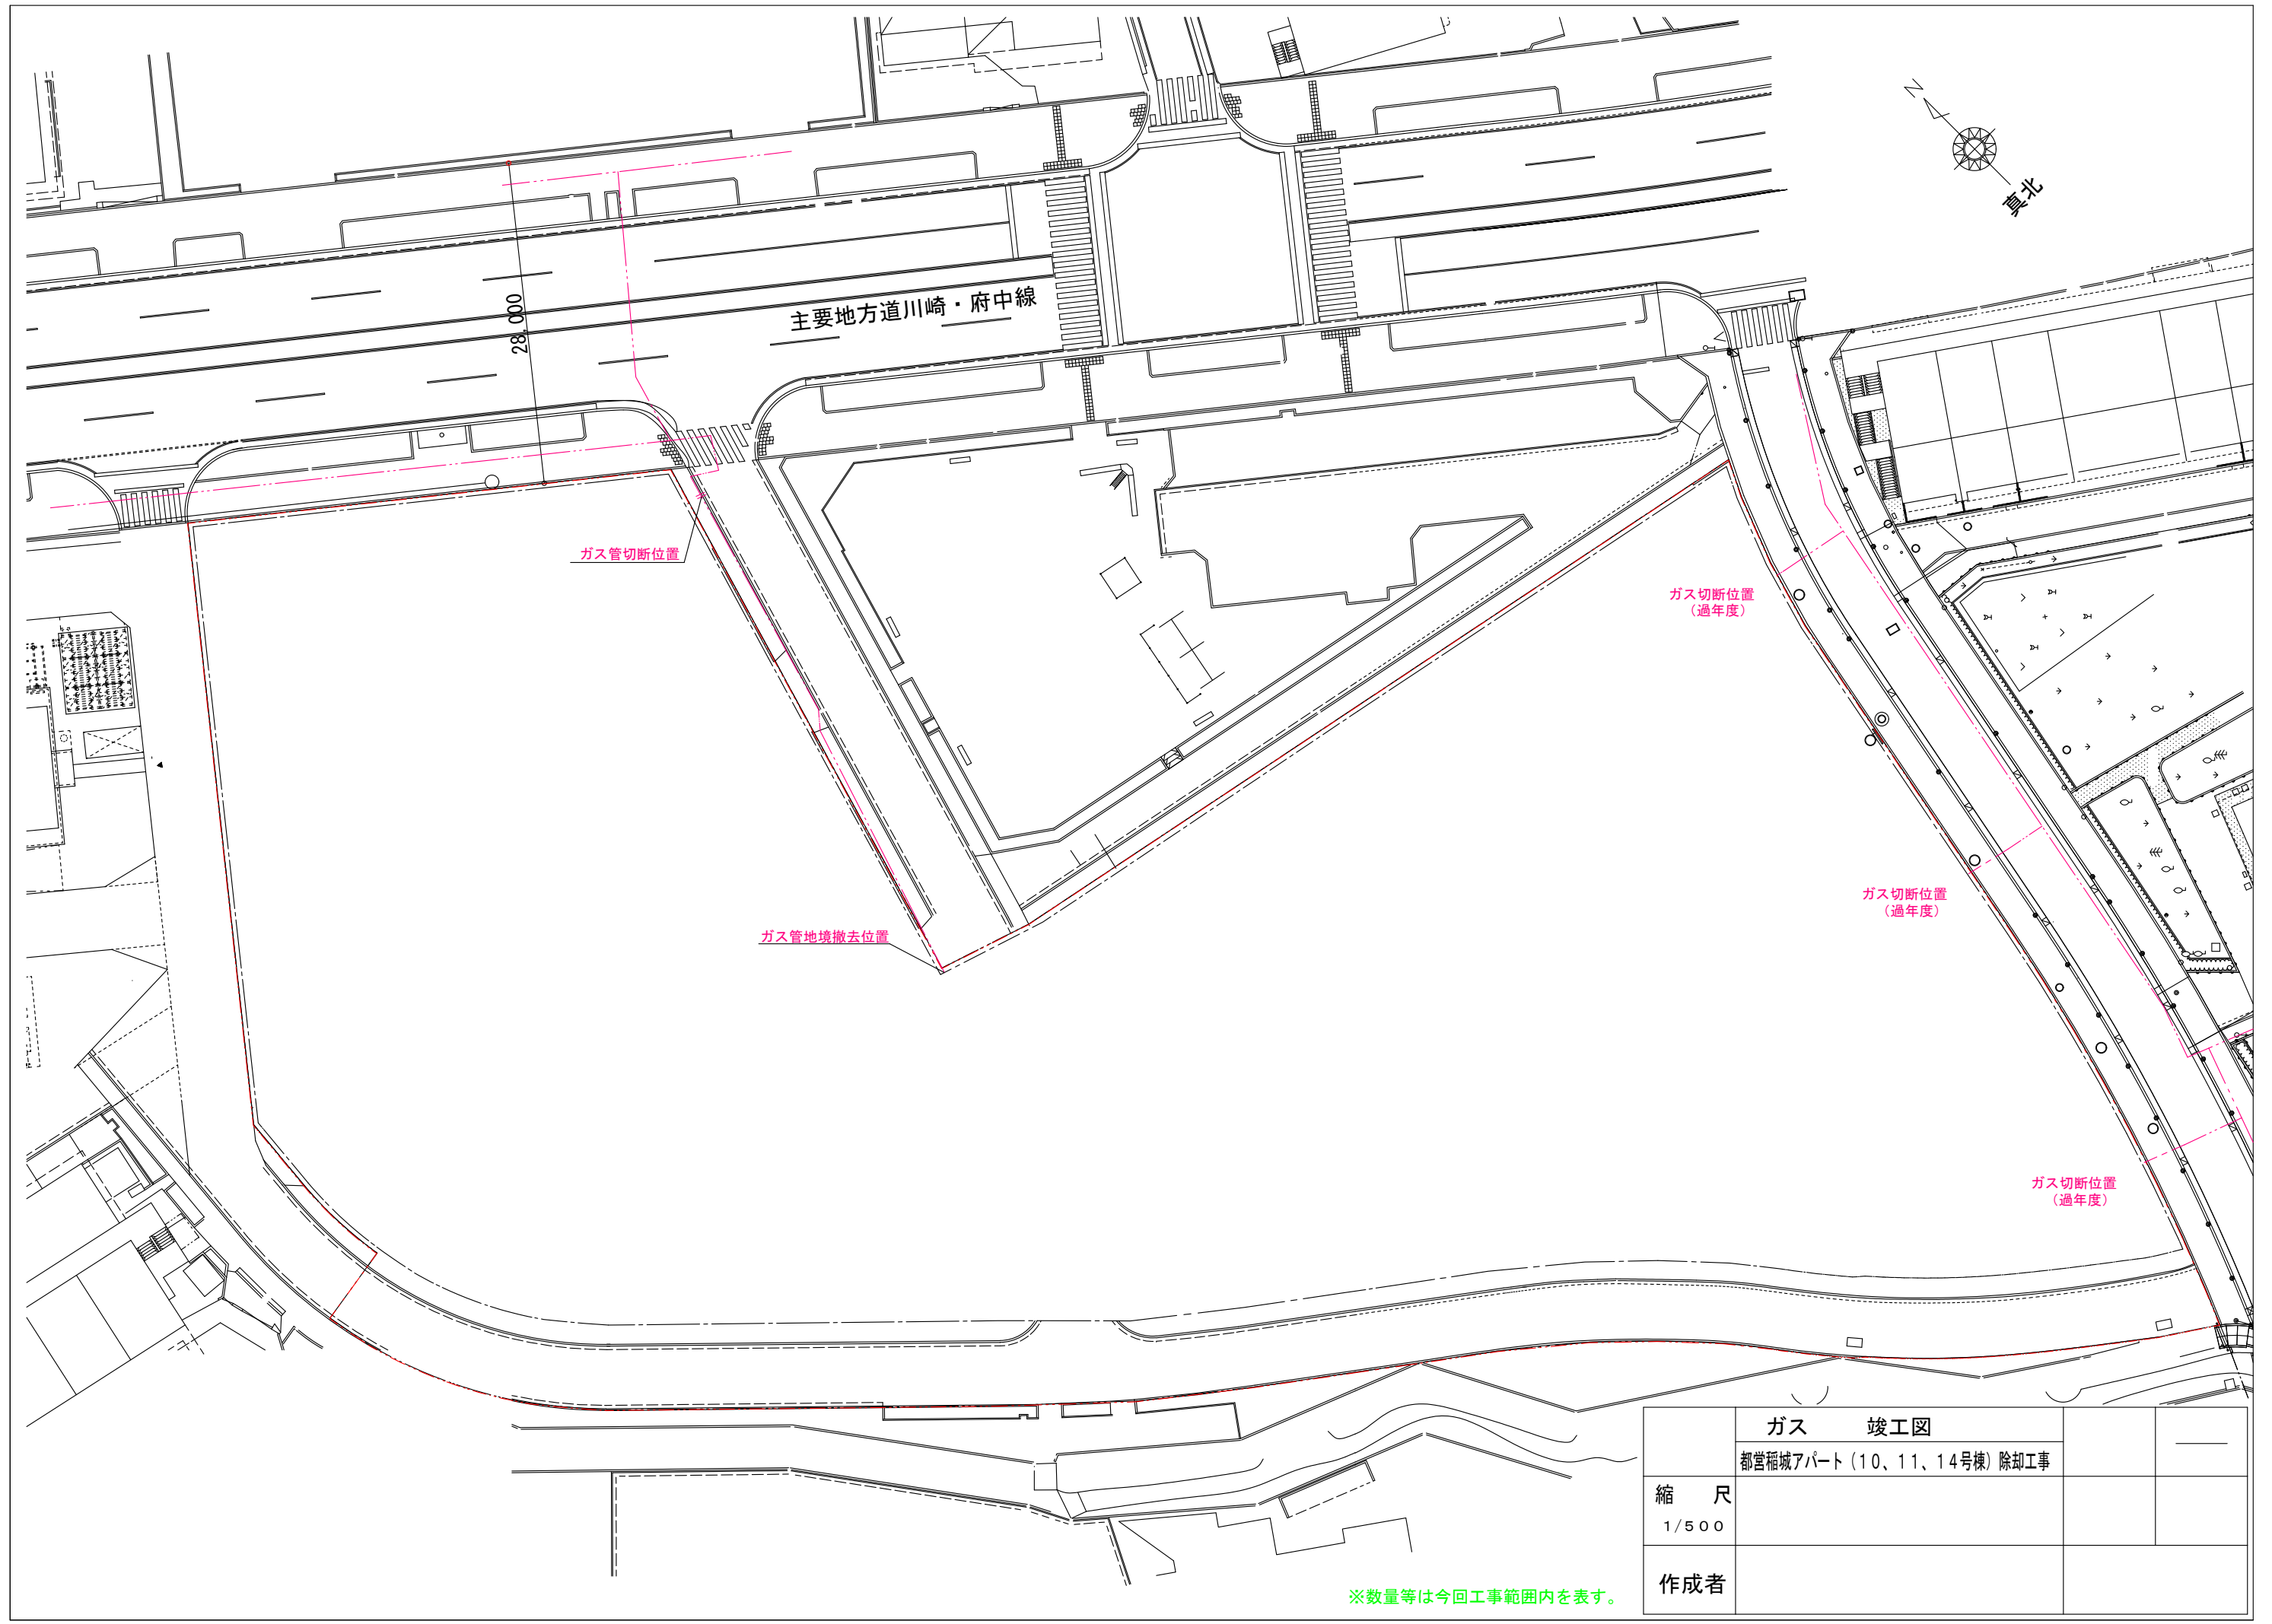 N
真北
28.000
主要地方道川崎・府中線
ガス管切断位置
ガス切断位置
（過年度）
ガス切断位置
（過年度）
ガス管地境撤去位置
ガス切断位置
（過年度）
ガス　竣工図
都営稲城アパート（１０、１１、１４号棟）除却工事
縮　尺
１／５００
作成者
※数量等は今回工事範囲内を表す。